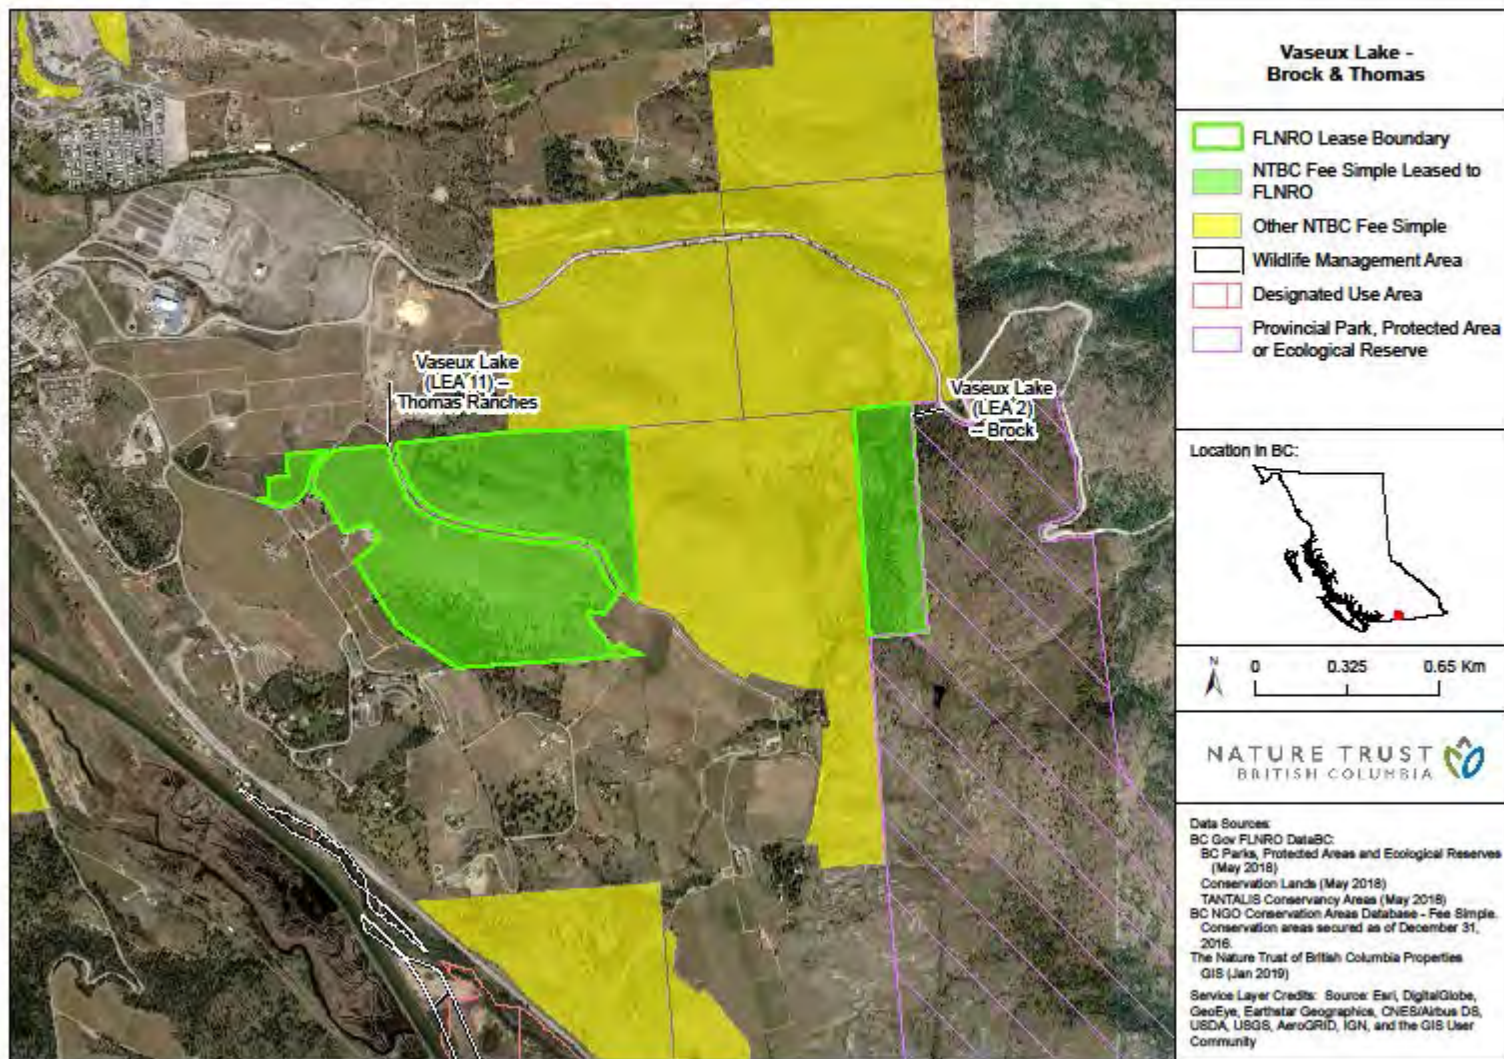 Vaseux Lake -
Brock & Thomas
FLNRO Lease Boundary
NTBC Fee Simple Leased to
FLNRO
Other NTBC Fee Simple
Wildlife Management Area
Designated Use Area
Provincial Park, Protected Area
or Ecological Reserve
Vaseux Lake
(LEA 11) –
Thomas Ranches
Vaseux Lake
(LEA 2)
– Brock
Location in BC:
N
0 0.325 0.65 Km
NATURE TRUST
BRITISH COLUMBIA
Data Sources:
BC Gov FLNRO DataBC:
BC Parks, Protected Areas and Ecological Reserves
(May 2018)
Conservation Lands (May 2018)
TANTALIS Conservancy Areas (May 2018)
BC NGO Conservation Areas Database - Fee Simple.
Conservation areas secured as of December 31,
2016.
The Nature Trust of British Columbia Properties
GIS (Jan 2019)
Service Layer Credits: Source: Esri, DigitalGlobe,
GeoEye, Earthstar Geographics, CNES/Airbus DS,
USDA, USGS, AeroGRID, IGN, and the GIS User
Community